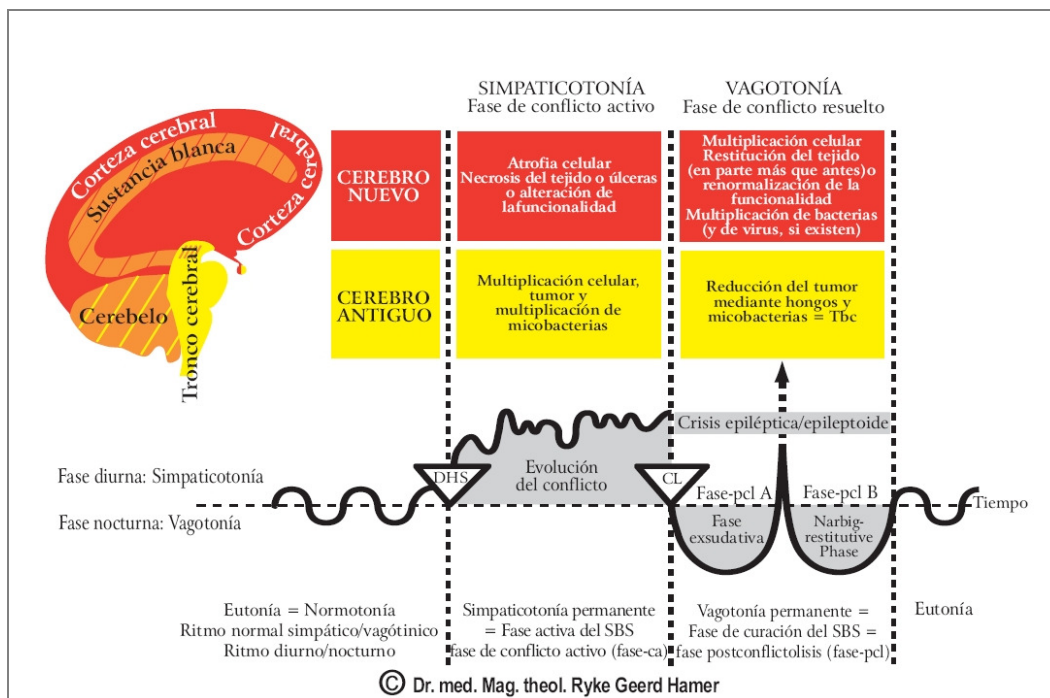 SIMPATICOTONÍA
Fase de conflicto activo
VAGOTONÍA
Fase de conflicto resuelto
Corteza cerebral
Corteza cerebral
Sustancia blanca
Cerebelo
Tronco cerebral
CEREBRO
NUEVO
Atrofia celular
Necrosis del tejido o úlceras
o alteración de
lafuncionalidad
Multiplicación celular
Restitución del tejido
(en parte más que antes)o
renormalización de la
funcionalidad
Multiplicación de bacterias
(y de virus, si existen)
CEREBRO
ANTIGUO
Multiplicación celular,
tumor y
multiplicación de
micobacterias
Reducción del tumor
mediante hongos y
micobacterias = Tbc
Crisis epiléptica/epileptoide
Fase diurna: Simpaticotonía
DHS
Evolución
del conflicto
CL
Fase-pcl A
Fase-pcl B
Tiempo
Fase nocturna: Vagotonía
Fase
exsudativa
Narbig-
restitutive
Phase
Eutonía = Normotonía
Ritmo normal simpático/vagótinico
Ritmo diurno/nocturno
Simpaticotonía permanente
= Fase activa del SBS
fase de conflicto activo (fase-ca)
Vagotonía permanente =
Fase de curación del SBS =
fase postconflictolisis (fase-pcl)
Eutonía
© Dr. med. Mag. theol. Ryke Geerd Hamer